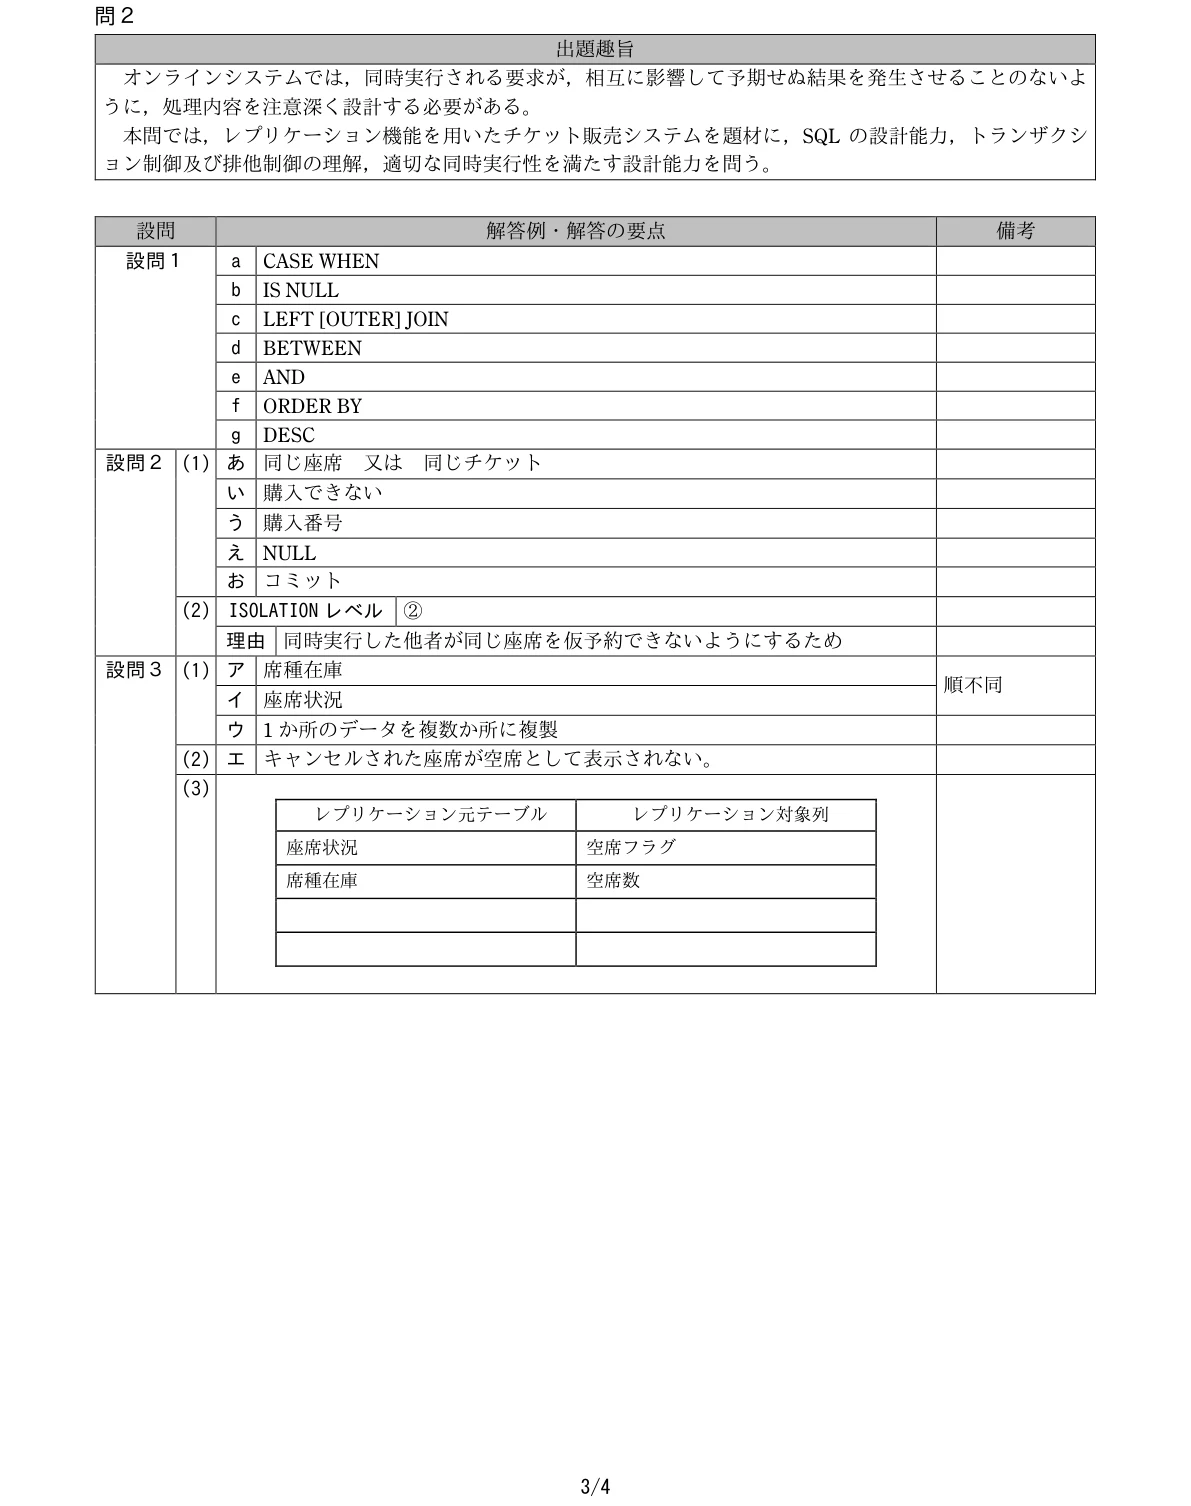 問２
出題趣旨
オンラインシステムでは，同時実行される要求が，相互に影響して予期せぬ結果を発生させることのないよ
うに，処理内容を注意深く設計する必要がある。
本問では，レプリケーション機能を用いたチケット販売システムを題材に，SQL の設計能力，トランザクシ
ョン制御及び排他制御の理解，適切な同時実行性を満たす設計能力を問う。
設問 解答例・解答の要点 備考
設問１ a CASE WHEN
b IS NULL
c LEFT [OUTER] JOIN
d BETWEEN
e AND
f ORDER BY
g DESC
設問２ (1) あ 同じ座席　又は　同じチケット
い 購入できない
う 購入番号
え NULL
お コミット
(2) ISOLATION レベル ②
理由 同時実行した他者が同じ座席を仮予約できないようにするため
設問３ (1) ア 席種在庫 順不同
イ 座席状況
ウ 1 か所のデータを複数か所に複製
(2) エ キャンセルされた座席が空席として表示されない。
(3)
レプリケーション元テーブル レプリケーション対象列
座席状況 空席フラグ
席種在庫 空席数
3/4